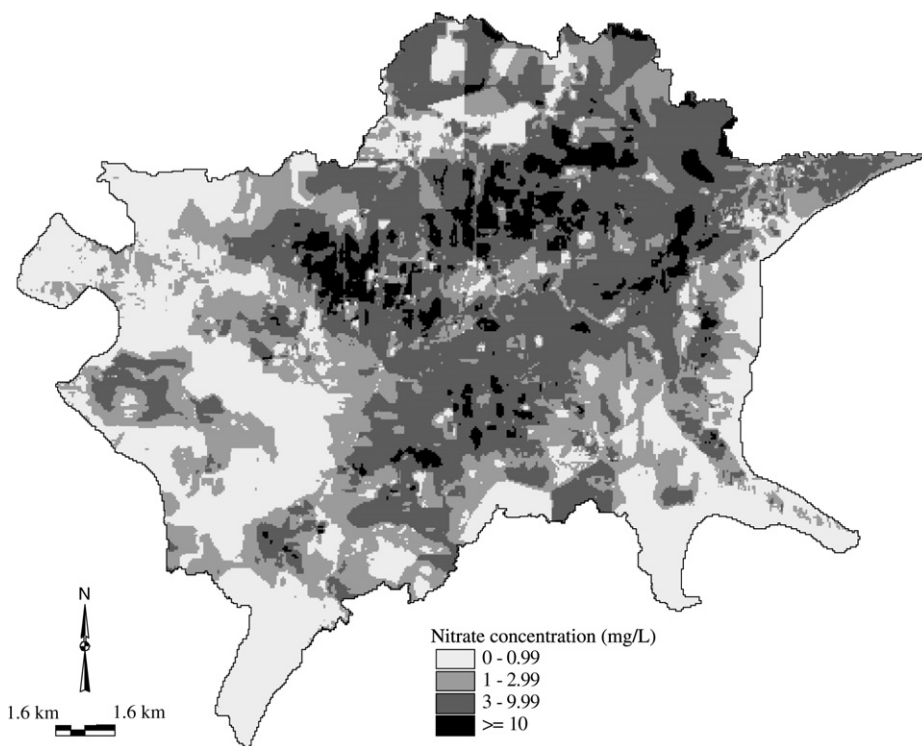 N
1.6 km 1.6 km
Nitrate concentration (mg/L)
0 - 0.99
1 - 2.99
3 - 9.99
>= 10